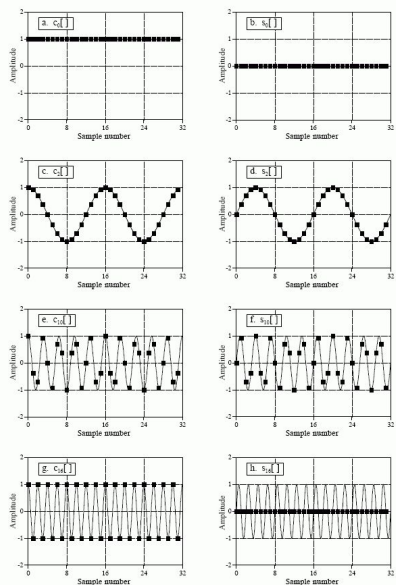 a. c0[ ]
2
1
0
-1
-2
Amplitude
0 8 16 24 32
Sample number
b. s0[ ]
2
1
0
-1
-2
Amplitude
0 8 16 24 32
Sample number
c. c2[ ]
2
1
0
-1
-2
Amplitude
0 8 16 24 32
Sample number
d. s2[ ]
2
1
0
-1
-2
Amplitude
0 8 16 24 32
Sample number
e. c10[ ]
2
1
0
-1
-2
Amplitude
0 8 16 24 32
Sample number
f. s10[ ]
2
1
0
-1
-2
Amplitude
0 8 16 24 32
Sample number
g. c16[ ]
2
1
0
-1
-2
Amplitude
0 8 16 24 32
Sample number
h. s16[ ]
2
1
0
-1
-2
Amplitude
0 8 16 24 32
Sample number